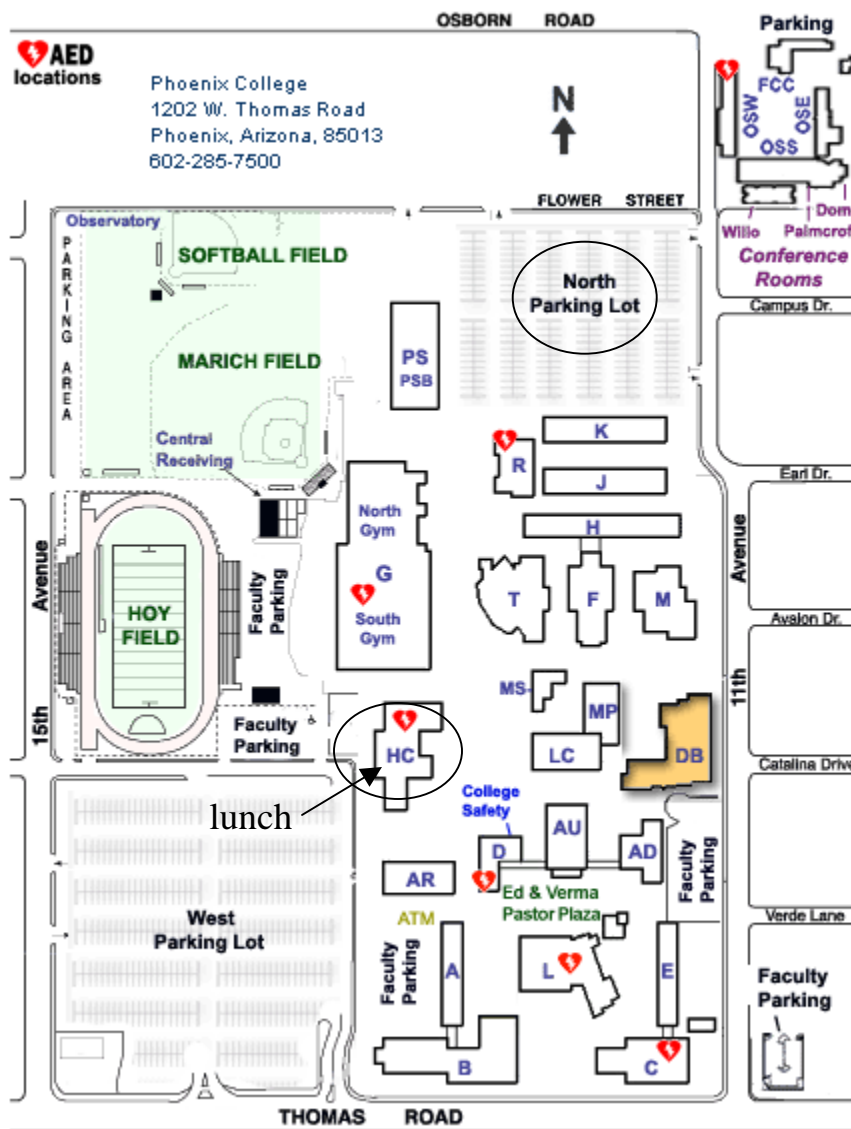 OSBORN ROAD
AED
locations
Phoenix College
1202 W. Thomas Road
Phoenix, Arizona, 85013
602-285-7500
N
Parking
FCC
OSW
OSE
OSS
FLOWER STREET
Willo
Dom
Palmcrof
Conference
Rooms
Campus Dr.
Observatory
PARKING AREA
SOFTBALL FIELD
North
Parking Lot
MARICH FIELD
PS
PSB
Central
Receiving
K
R
J
Earl Dr.
H
North
Gym
G
South
Gym
T
F
M
Avenue
15th
HOY
FIELD
Faculty
Parking
Avenue
11th
Avalon Dr.
MS
MP
Faculty
Parking
HC
LC
DB
Catalina Drive
lunch
College
Safety
AU
D
AD
Faculty
Parking
AR
Ed & Verma
Pastor Plaza
ATM
West
Parking Lot
Verde Lane
Faculty
Parking
A
L
E
Faculty
Parking
B
C
THOMAS ROAD